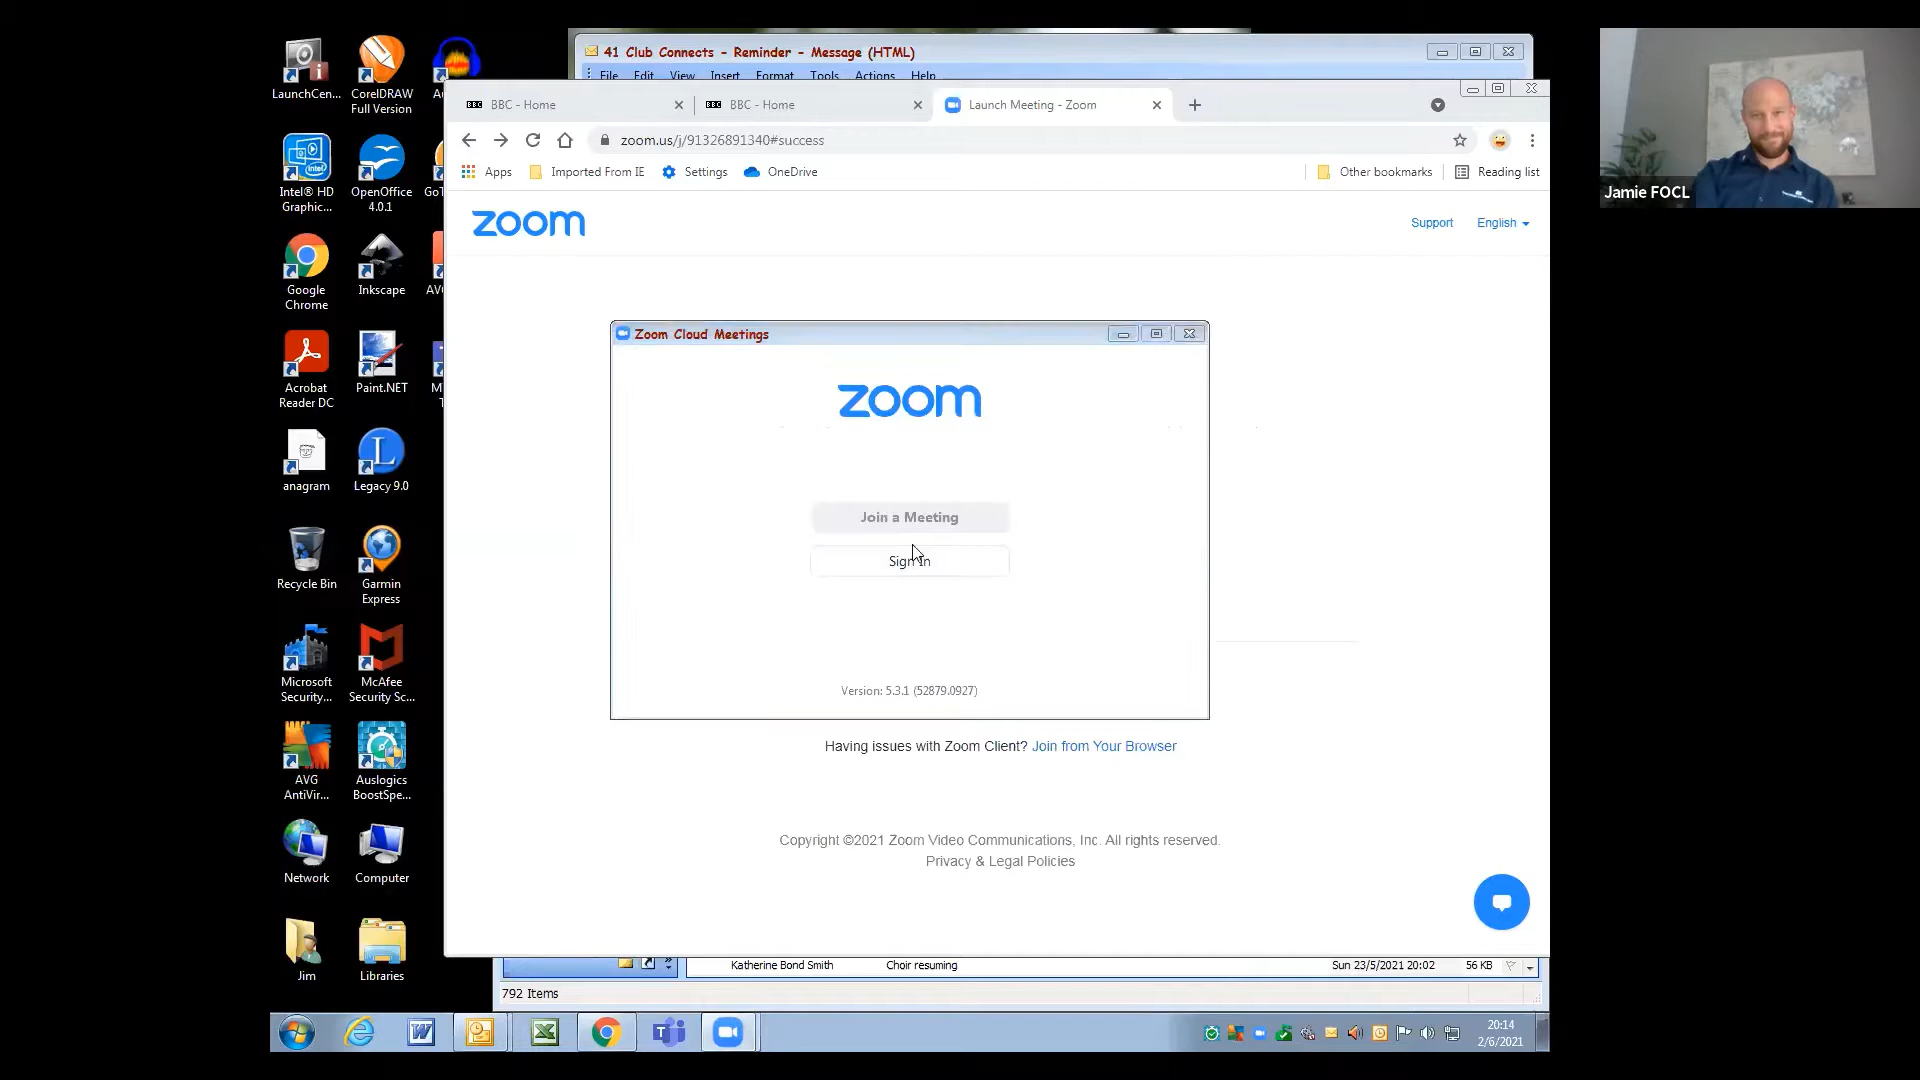 41 Club Connects - Reminder - Message (HTML)
File Edit View Insert Format Tools Actions Help
BBC - Home
BBC - Home
Launch Meeting - Zoom
zoom.us/j/91326891340#success
Apps Imported From IE Settings OneDrive Other bookmarks Reading list
zoom
Support English
Zoom Cloud Meetings
zoom
Join a Meeting
Sign In
Version: 5.3.1 (52879.0927)
Having issues with Zoom Client? Join from Your Browser
Copyright ©2021 Zoom Video Communications, Inc. All rights reserved.
Privacy & Legal Policies
Katherine Bond Smith Choir resuming Sun 23/5/2021 20:02 56 KB
792 Items
20:14
2/6/2021
LaunchCen...
CorelDRAW
Full Version
Intel® HD
Graphic...
OpenOffice
4.0.1
Google
Chrome
Inkscape
Acrobat
Reader DC
Paint.NET
anagram
Legacy 9.0
Recycle Bin
Garmin
Express
Microsoft
Security...
McAfee
Security Sc...
AVG
AntiVir...
Auslogics
BoostSpe...
Network
Computer
Jim
Libraries
Jamie FOCL